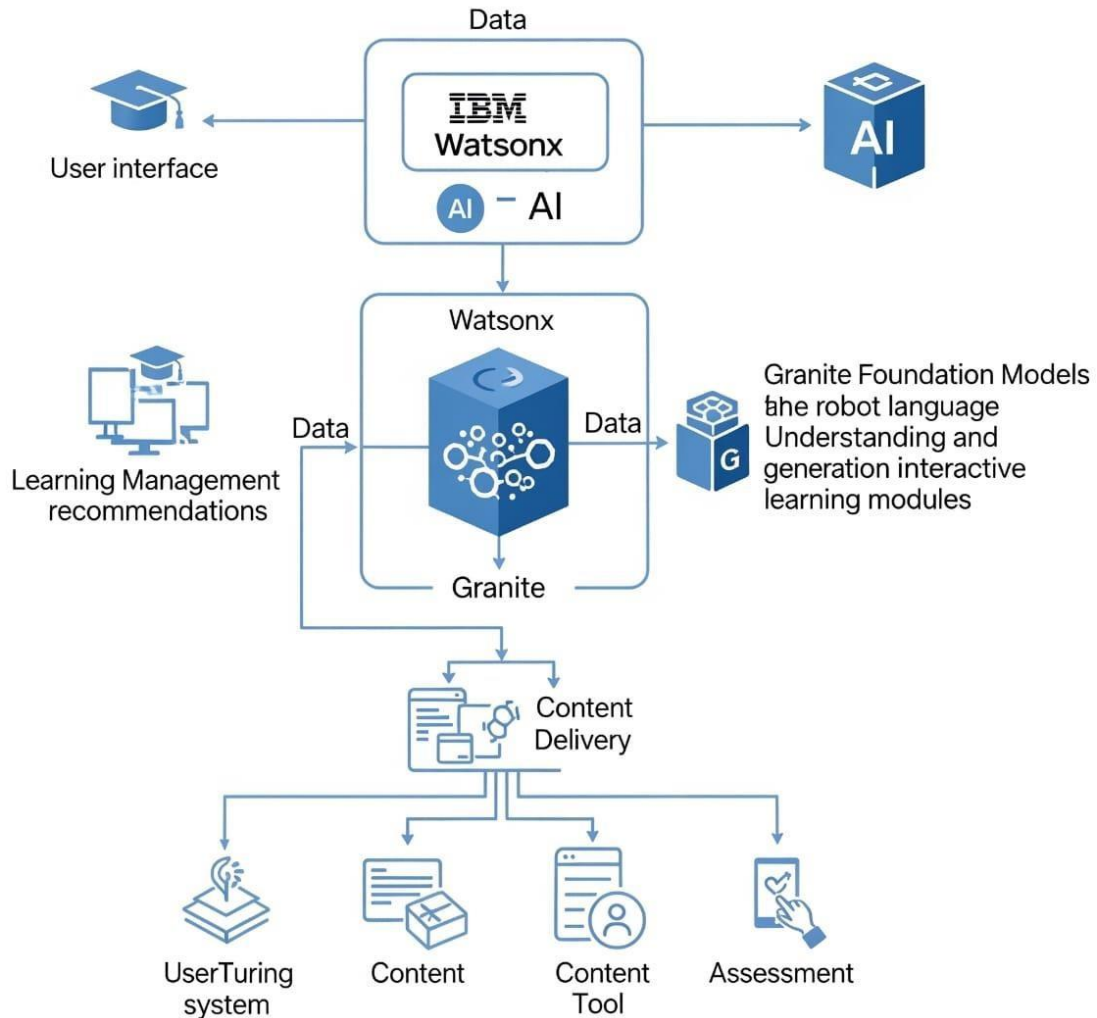 Data
IBM
Watsonx
AI - AI
User interface
AI
Watsonx
Data
Data
Granite
Learning Management
recommendations
G
Granite Foundation Models
the robot language
Understanding and
generation interactive
learning modules
Content
Delivery
UserTuring
system
Content
Content
Tool
Assessment